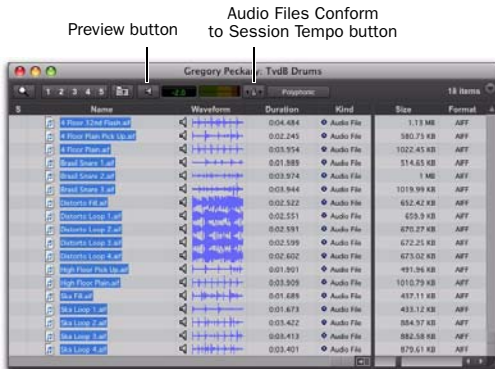 Preview button
Audio Files Conform
to Session Tempo button
Gregory Peckary: TvdB Drums
1 2 3 4 5 -2.0 Polyphonic 18 items
S Name Waveform Duration Kind Size Format
4 Floor 32nd Flash.aif 0:04.484 Audio File 1.13 MB AIFF
4 Floor Plain Pick Up.aif 0:02.245 Audio File 580.75 KB AIFF
4 Floor Plain.aif 0:03.954 Audio File 1022.45 KB AIFF
Brasil Snare 1.aif 0:01.989 Audio File 514.65 KB AIFF
Brasil Snare 2.aif 0:03.974 Audio File 1 MB AIFF
Brasil Snare 3.aif 0:03.944 Audio File 1019.99 KB AIFF
Distorto Fill.aif 0:02.522 Audio File 652.42 KB AIFF
Distorto Loop 1.aif 0:02.551 Audio File 659.9 KB AIFF
Distorto Loop 2.aif 0:02.591 Audio File 670.27 KB AIFF
Distorto Loop 3.aif 0:02.599 Audio File 672.25 KB AIFF
Distorto Loop 4.aif 0:02.602 Audio File 673.02 KB AIFF
High Floor Pick Up.aif 0:01.901 Audio File 491.96 KB AIFF
High Floor Plain.aif 0:03.909 Audio File 1010.79 KB AIFF
Ska Fill.aif 0:01.689 Audio File 437.11 KB AIFF
Ska Loop 1.aif 0:01.673 Audio File 433.12 KB AIFF
Ska Loop 2.aif 0:03.422 Audio File 884.97 KB AIFF
Ska Loop 3.aif 0:03.413 Audio File 882.58 KB AIFF
Ska Loop 4.aif 0:03.401 Audio File 879.61 KB AIFF